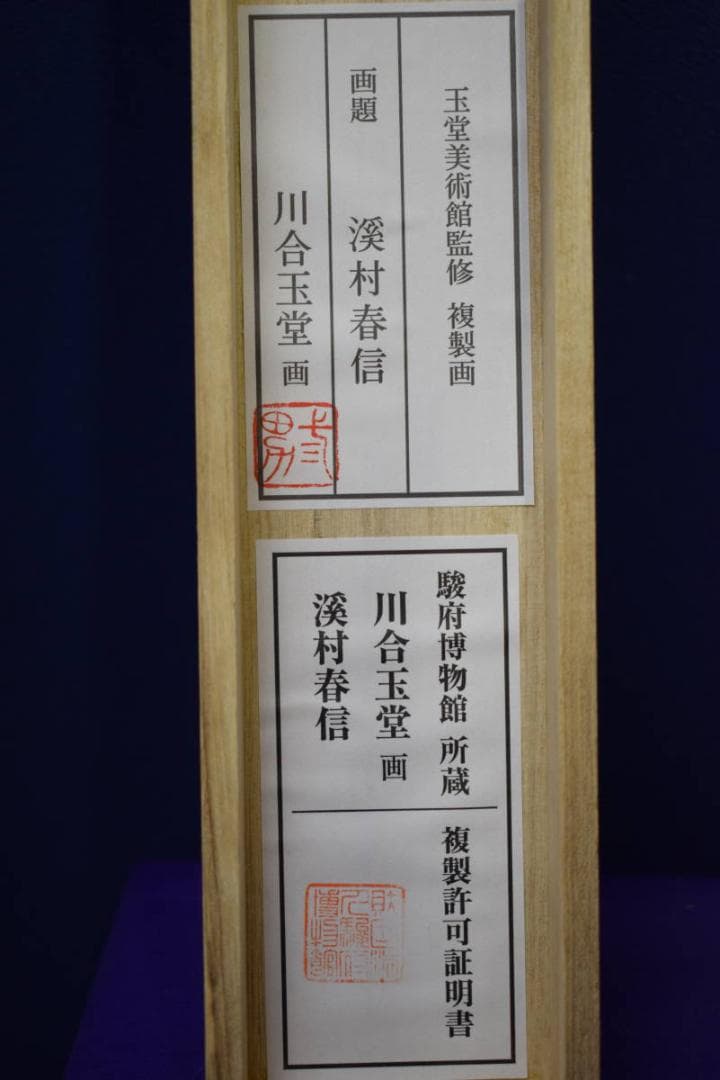 玉堂美術館監修 複製画
画題 溪村春信
川合玉堂 画
駿府博物館 所蔵 複製許可証明書
川合玉堂 画
溪村春信